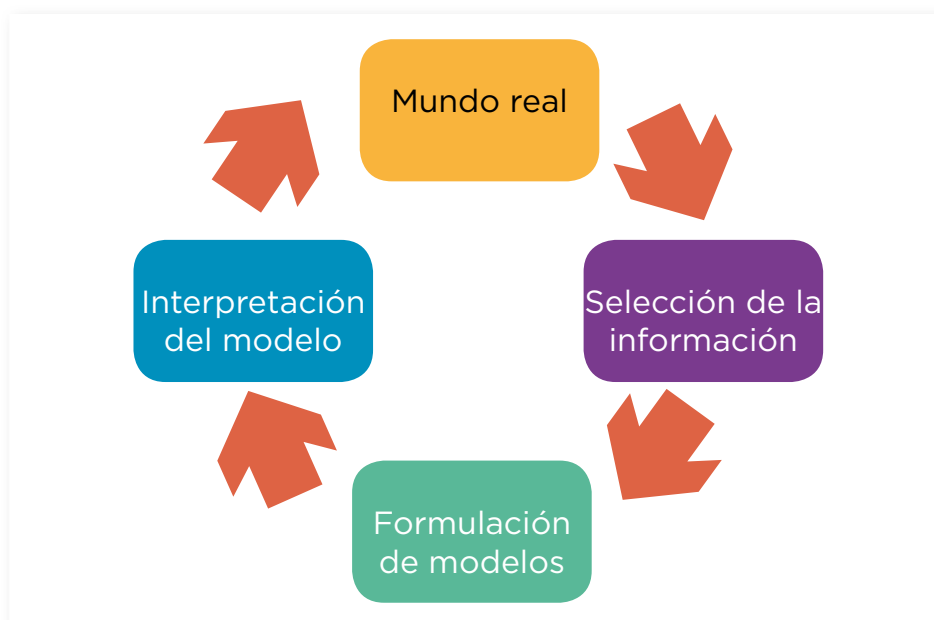 Mundo real
Selección de la
información
Formulación
de modelos
Interpretación
del modelo